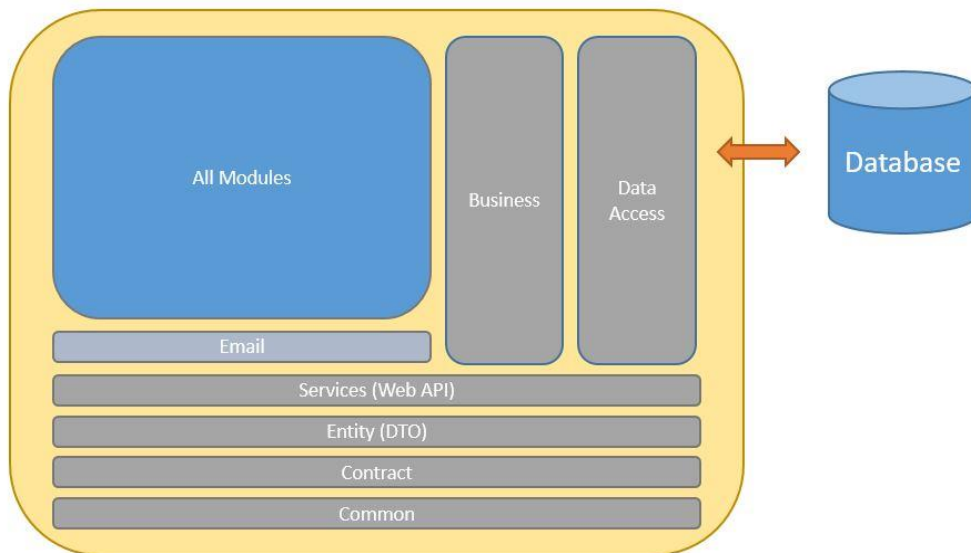 All Modules
Business
Data
Access
Database
Email
Services (Web API)
Entity (DTO)
Contract
Common